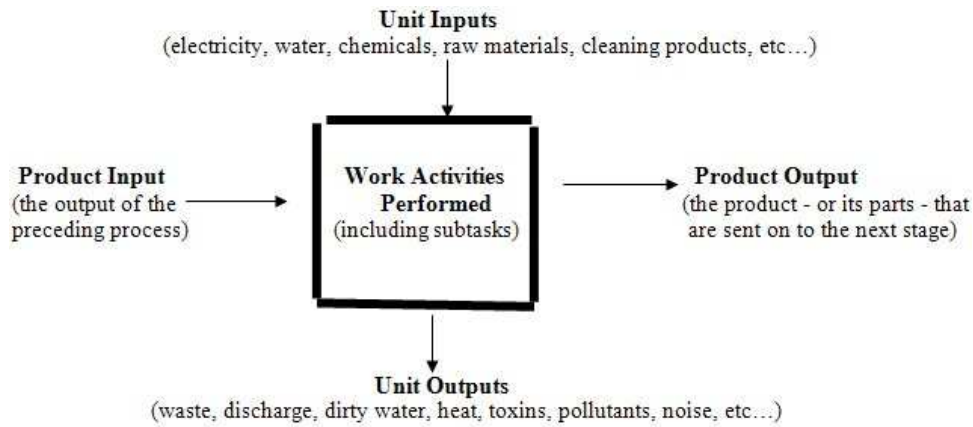 Unit Inputs
(electricity, water, chemicals, raw materials, cleaning products, etc…)
Product Input
(the output of the
preceding process)
Work Activities
Performed
(including subtasks)
Product Output
(the product - or its parts - that
are sent on to the next stage)
Unit Outputs
(waste, discharge, dirty water, heat, toxins, pollutants, noise, etc…)